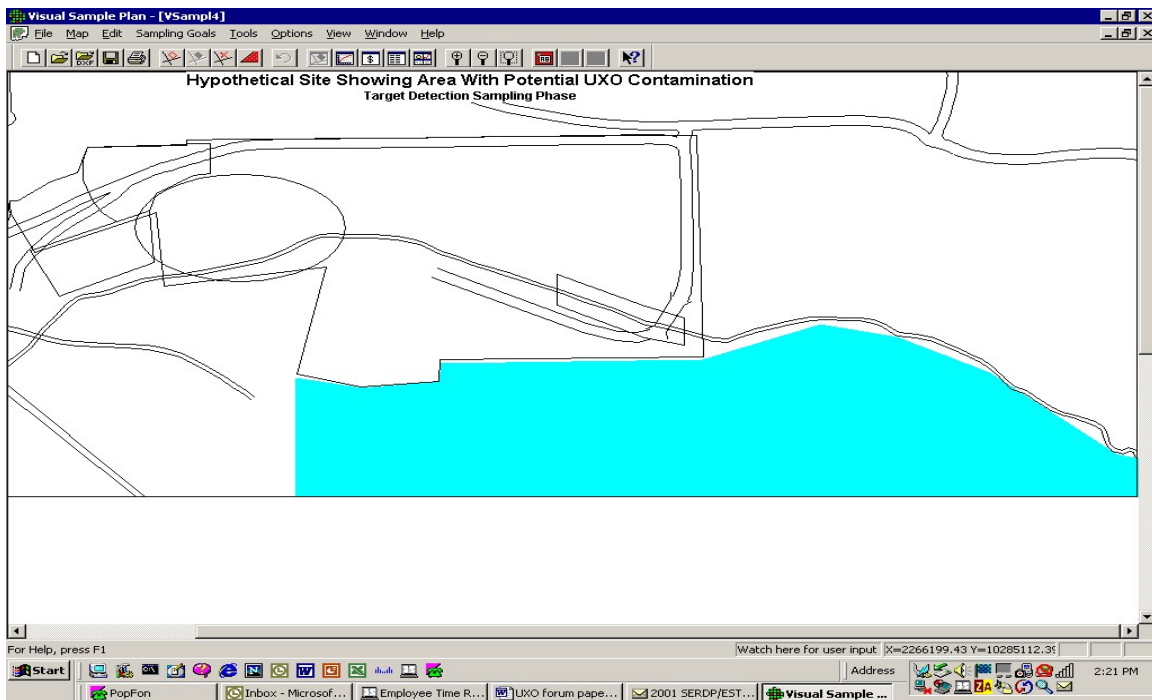 Visual Sample Plan - [VSampl4]
File Map Edit Sampling Goals Tools Options View Window Help
Hypothetical Site Showing Area With Potential UXO Contamination
Target Detection Sampling Phase
For Help, press F1
Watch here for user input X=2266199.43 Y=10285112.39
Start
Address
2:21 PM
PopFon
Inbox - Microsof...
Employee Time R...
UXO forum pape...
2001 SERDP/EST...
Visual Sample ...